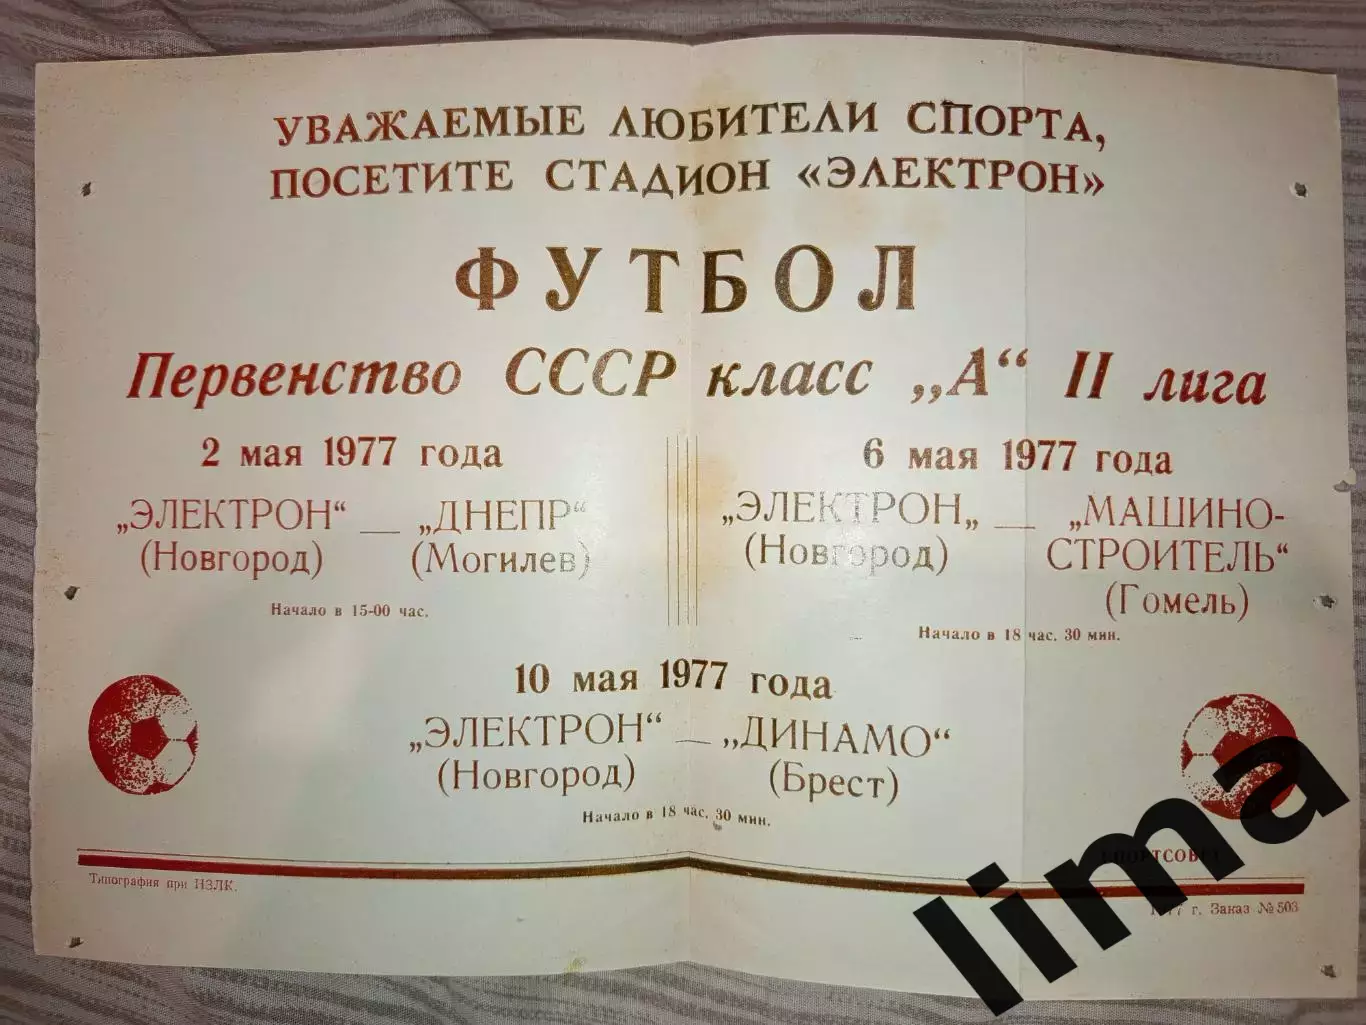 УВАЖАЕМЫЕ ЛЮБИТЕЛИ СПОРТА,
ПОСЕТИТЕ СТАДИОН «ЭЛЕКТРОН»
ФУТБОЛ
Первенство СССР класс „А“ II лига
2 мая 1977 года
„ЭЛЕКТРОН“ — „ДНЕПР“
(Новгород) (Могилев)
Начало в 15-00 час.
6 мая 1977 года
„ЭЛЕКТРОН„ — „МАШИНО-
(Новгород) СТРОИТЕЛЬ“
(Гомель)
Начало в 18 час. 30 мин.
10 мая 1977 года
„ЭЛЕКТРОН“ — „ДИНАМО“
(Новгород) (Брест)
Начало в 18 час. 30 мин.
СПОРТСОВЕТ
Типография при НЗЛК.
1977 г. Заказ № 503
lima